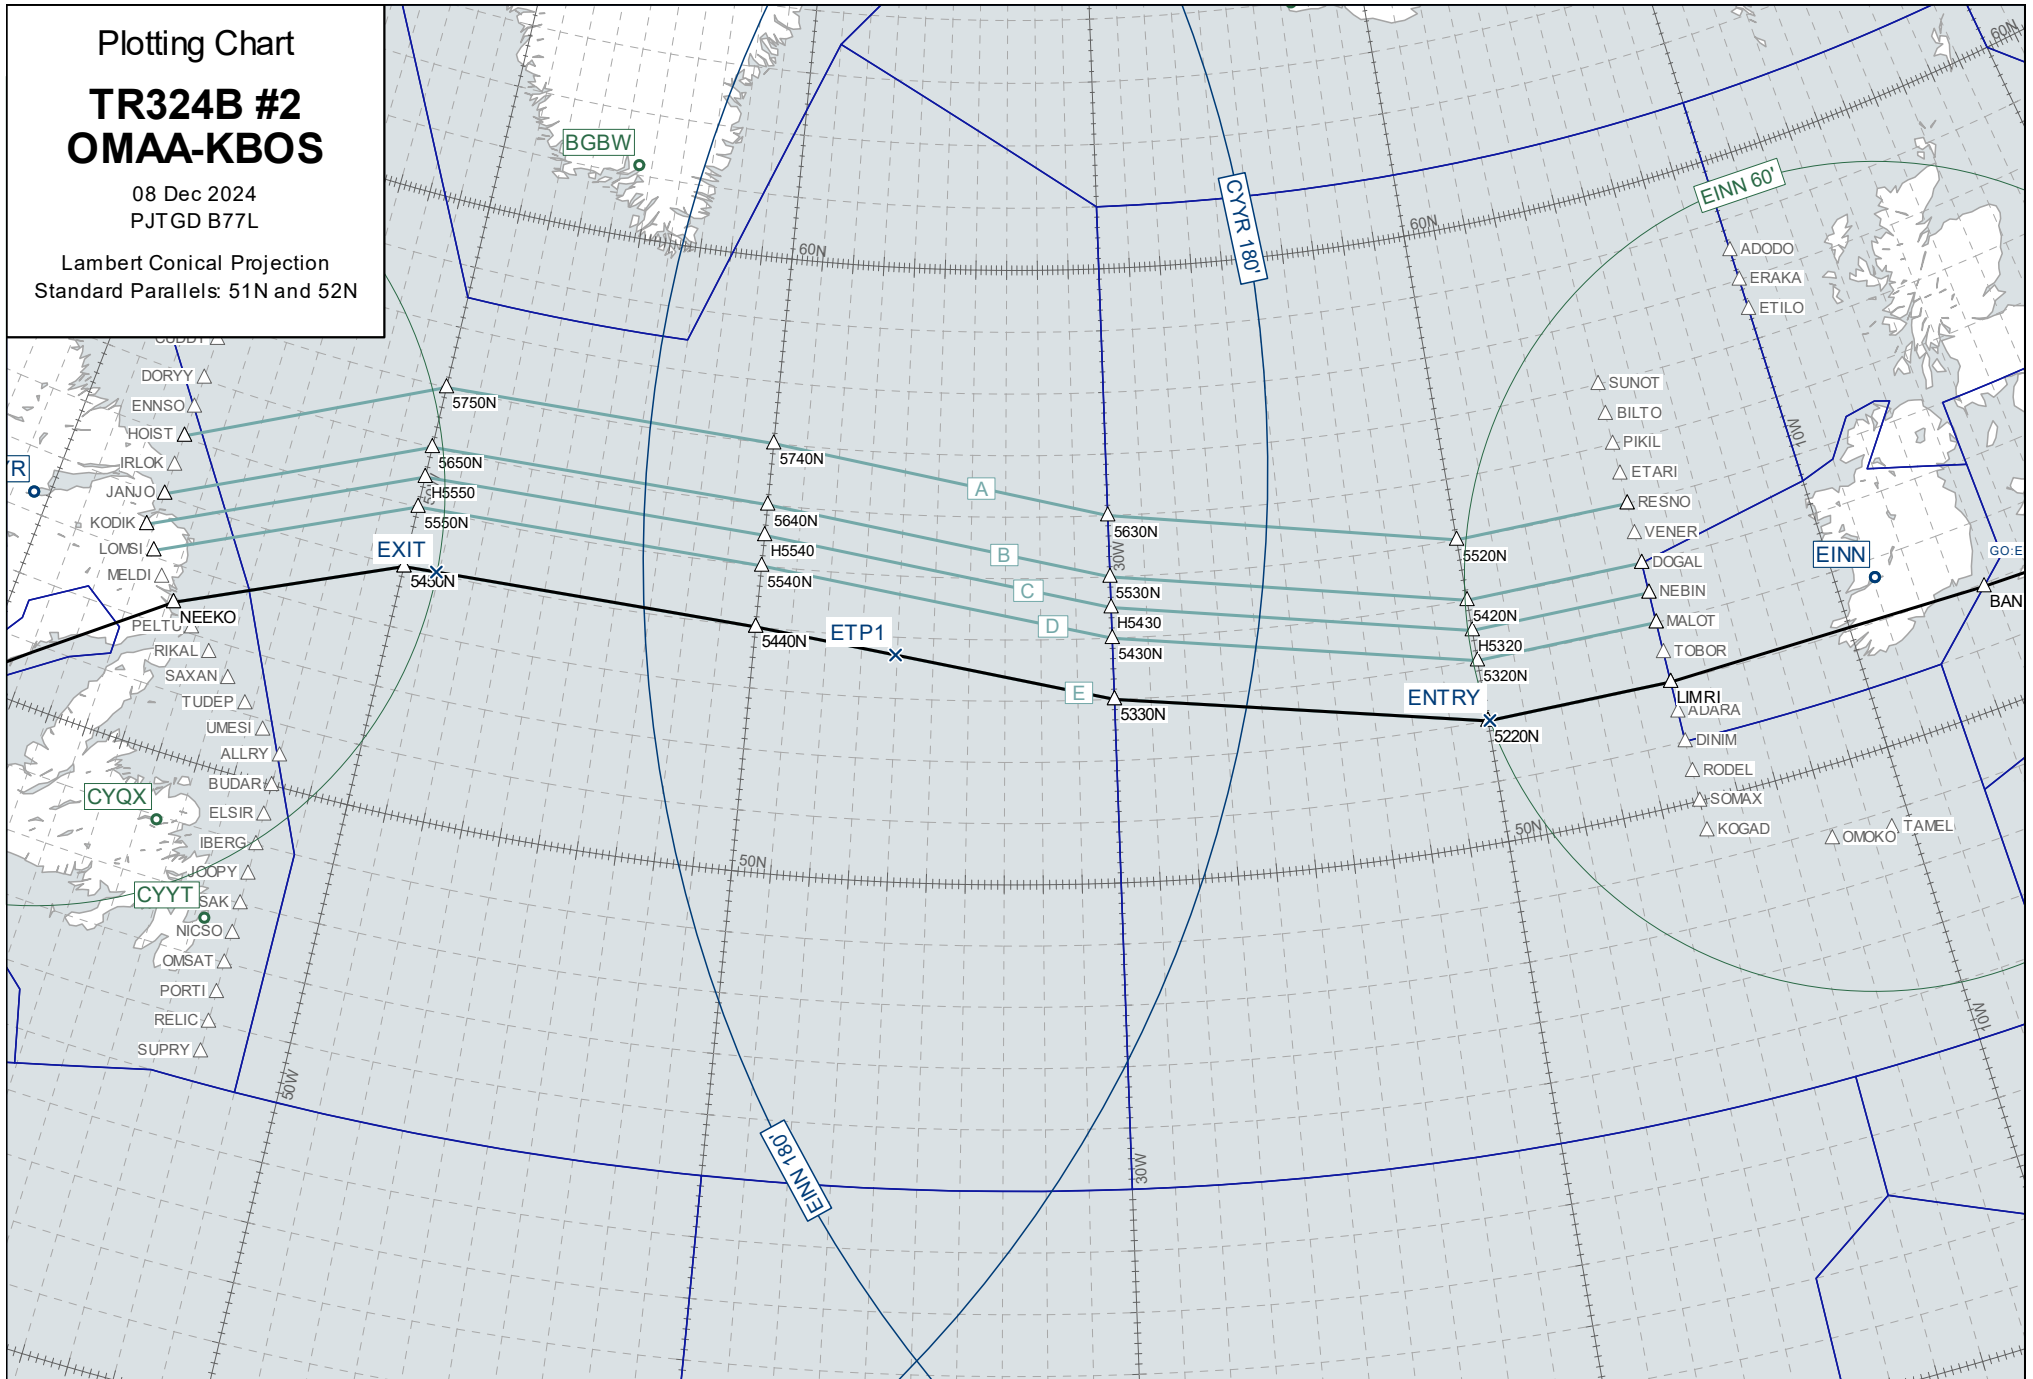 Plotting Chart
TR324B #2
OMAA-KBOS
08 Dec 2024
PJTGD B77L
Lambert Conical Projection
Standard Parallels: 51N and 52N
BGBW
60N
60N
60N
CYYR 180'
EINN 60'
ADODO
ERAKA
ETILO
DORYY
ENNSO
HOIST
IRLOK
JANJO
KODIK
LOMSI
MELDI
NEEKO
RIKAL
SAXAN
TUDEP
UMESI
ALLRY
BUDAR
ELSIR
IBERG
JOOPY
SAK
NICSO
OMSAT
PORTI
RELIC
SUPRY
YR
CYQX
CYYT
5750N
5650N
H5550
5550N
EXIT
5450N
5740N
5640N
H5540
5540N
5440N
ETP1
A
B
C
D
E
30W
5630N
5530N
H5430
5430N
5330N
5520N
5420N
H5320
5320N
ENTRY
5220N
SUNOT
BILTO
PIKIL
ETARI
RESNO
VENER
DOGAL
NEBIN
MALOT
TOBOR
LIMRI
ADARA
DINIM
RODEL
SOMAX
KOGAD
OMOKO
TAMEL
10W
EINN
GO:E
BAN
50N
50N
50W
EINN 180'
30W
10W